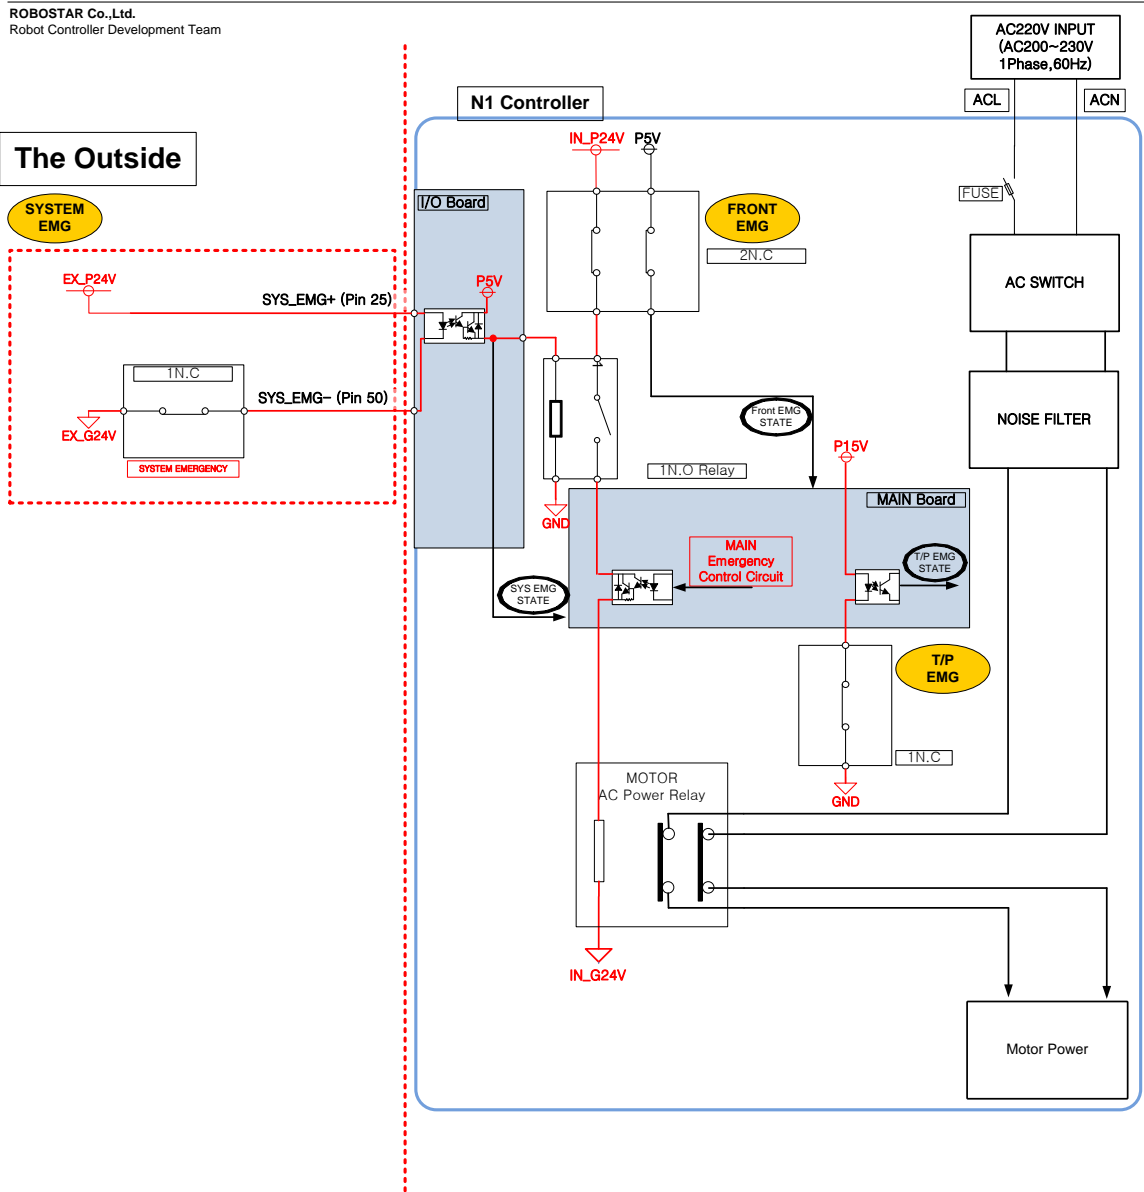 ROBOSTAR Co.,Ltd.
Robot Controller Development Team
AC220V INPUT
(AC200~230V
1Phase,60Hz)
ACL
ACN
N1 Controller
The Outside
IN_P24V
P5V
SYSTEM
EMG
I/O Board
FRONT
EMG
2N.C
FUSE
EX_P24V
SYS_EMG+ (Pin 25)
P5V
AC SWITCH
1N.C
SYS_EMG- (Pin 50)
EX_G24V
SYSTEM EMERGENCY
Front EMG
STATE
NOISE FILTER
1N.O Relay
P15V
GND
MAIN Board
MAIN
Emergency
Control Circuit
T/P EMG
STATE
SYS EMG
STATE
T/P
EMG
1N.C
GND
MOTOR
AC Power Relay
IN_G24V
Motor Power